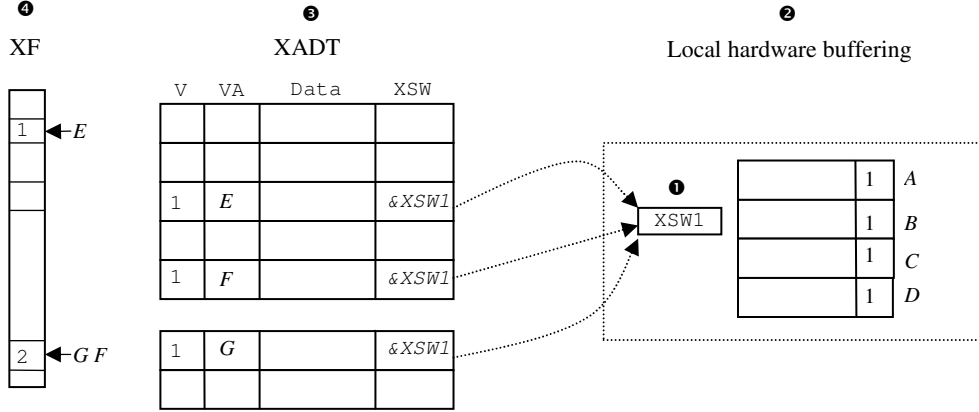 ❹ ❸ ❷
XF XADT Local hardware buffering
V VA Data XSW
1 E
1 E &XSW1
❶
XSW1
1 A
1 B
1 C
1 D
1 F &XSW1
1 G &XSW1
2 G F